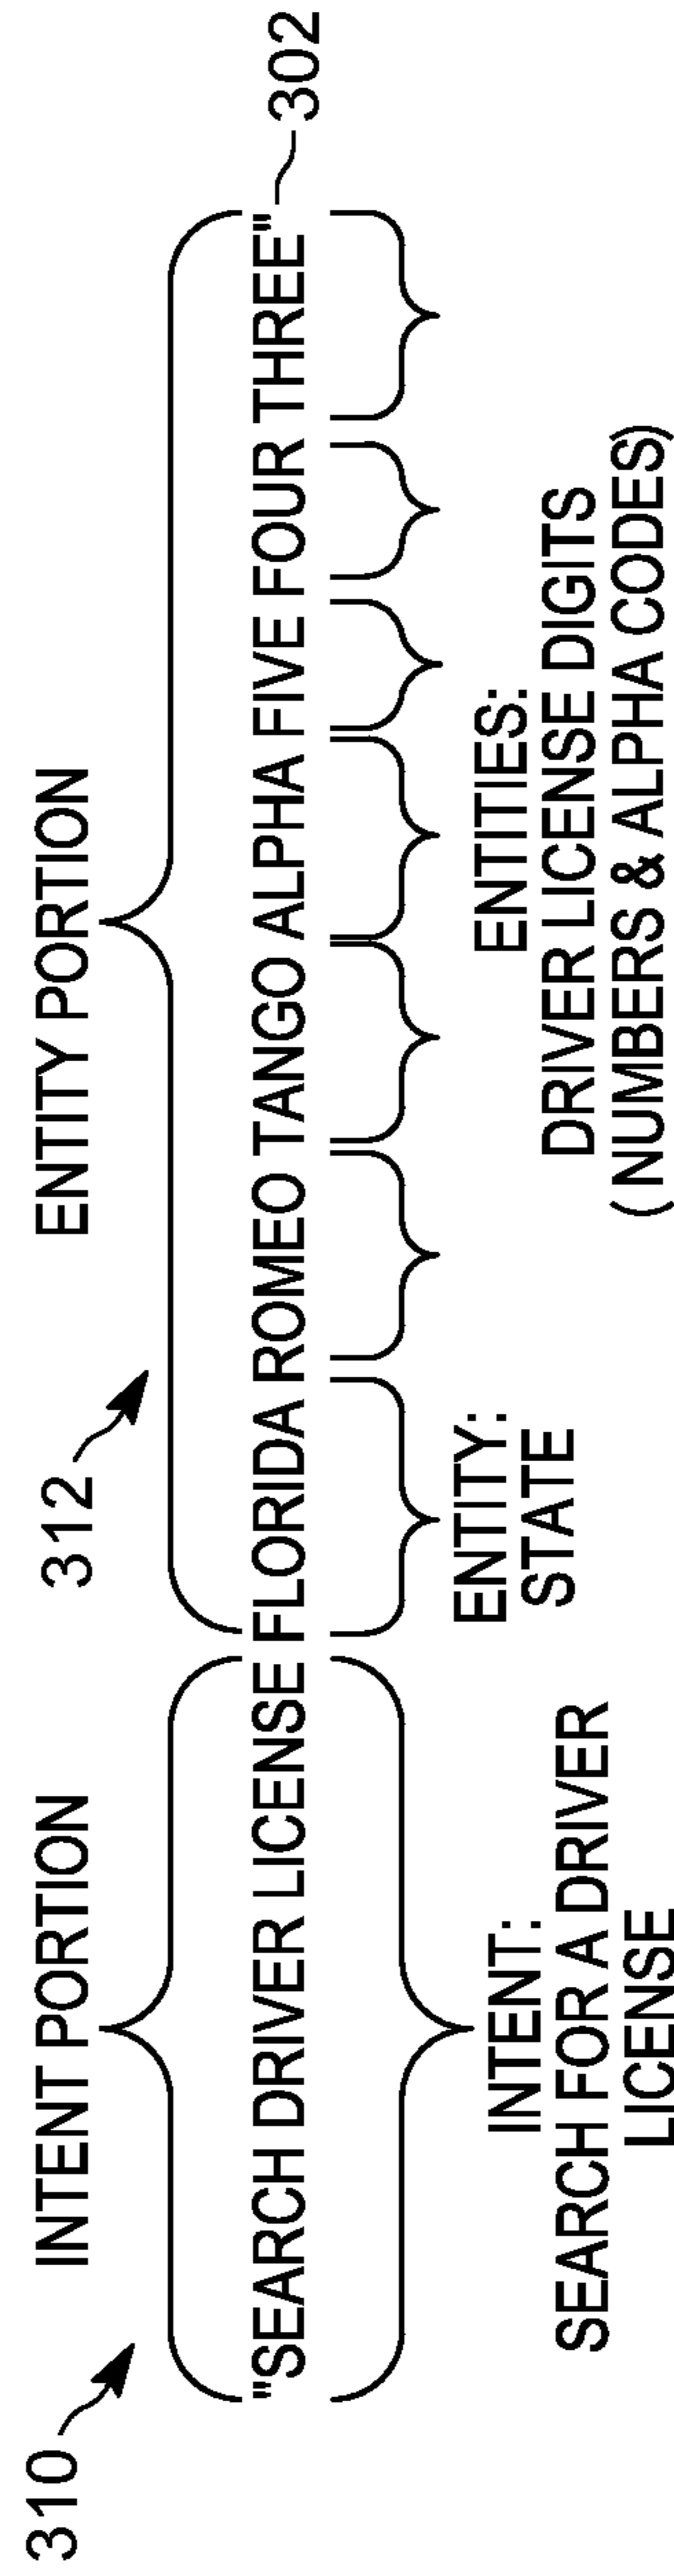 310
INTENT PORTION
312
ENTITY PORTION
"SEARCH DRIVER LICENSE FLORIDA ROMEO TANGO ALPHA FIVE FOUR THREE"
302
INTENT:
SEARCH FOR A DRIVER
LICENSE
ENTITY:
STATE
ENTITIES:
DRIVER LICENSE DIGITS
( NUMBERS & ALPHA CODES)